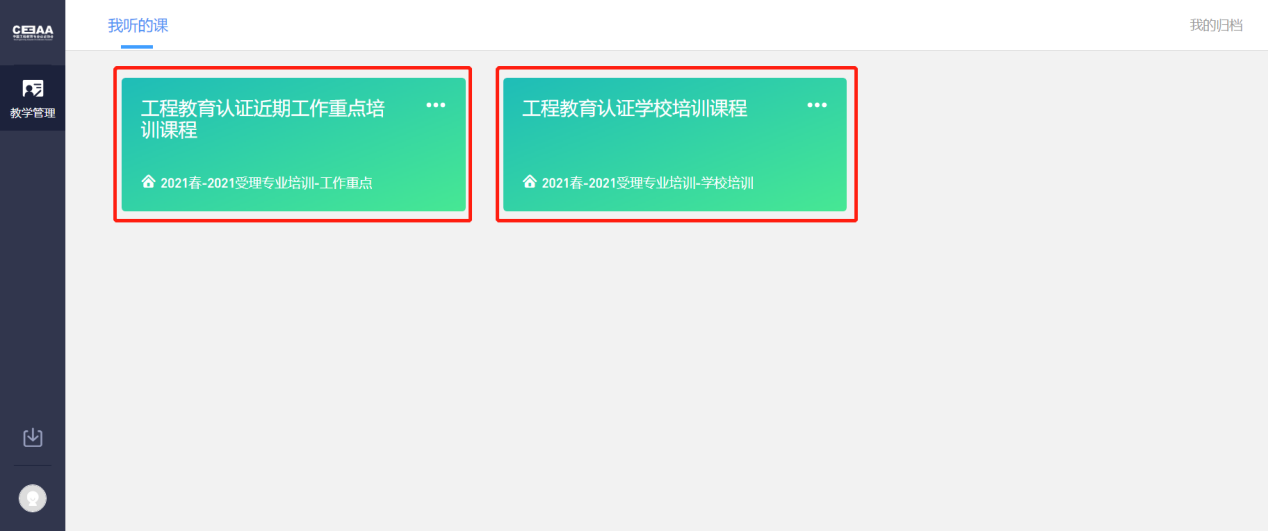 CEEAA
我听的课
我的归档
教学管理
工程教育认证近期工作重点培
训课程
2021春-2021受理专业培训-工作重点
工程教育认证学校培训课程
2021春-2021受理专业培训-学校培训